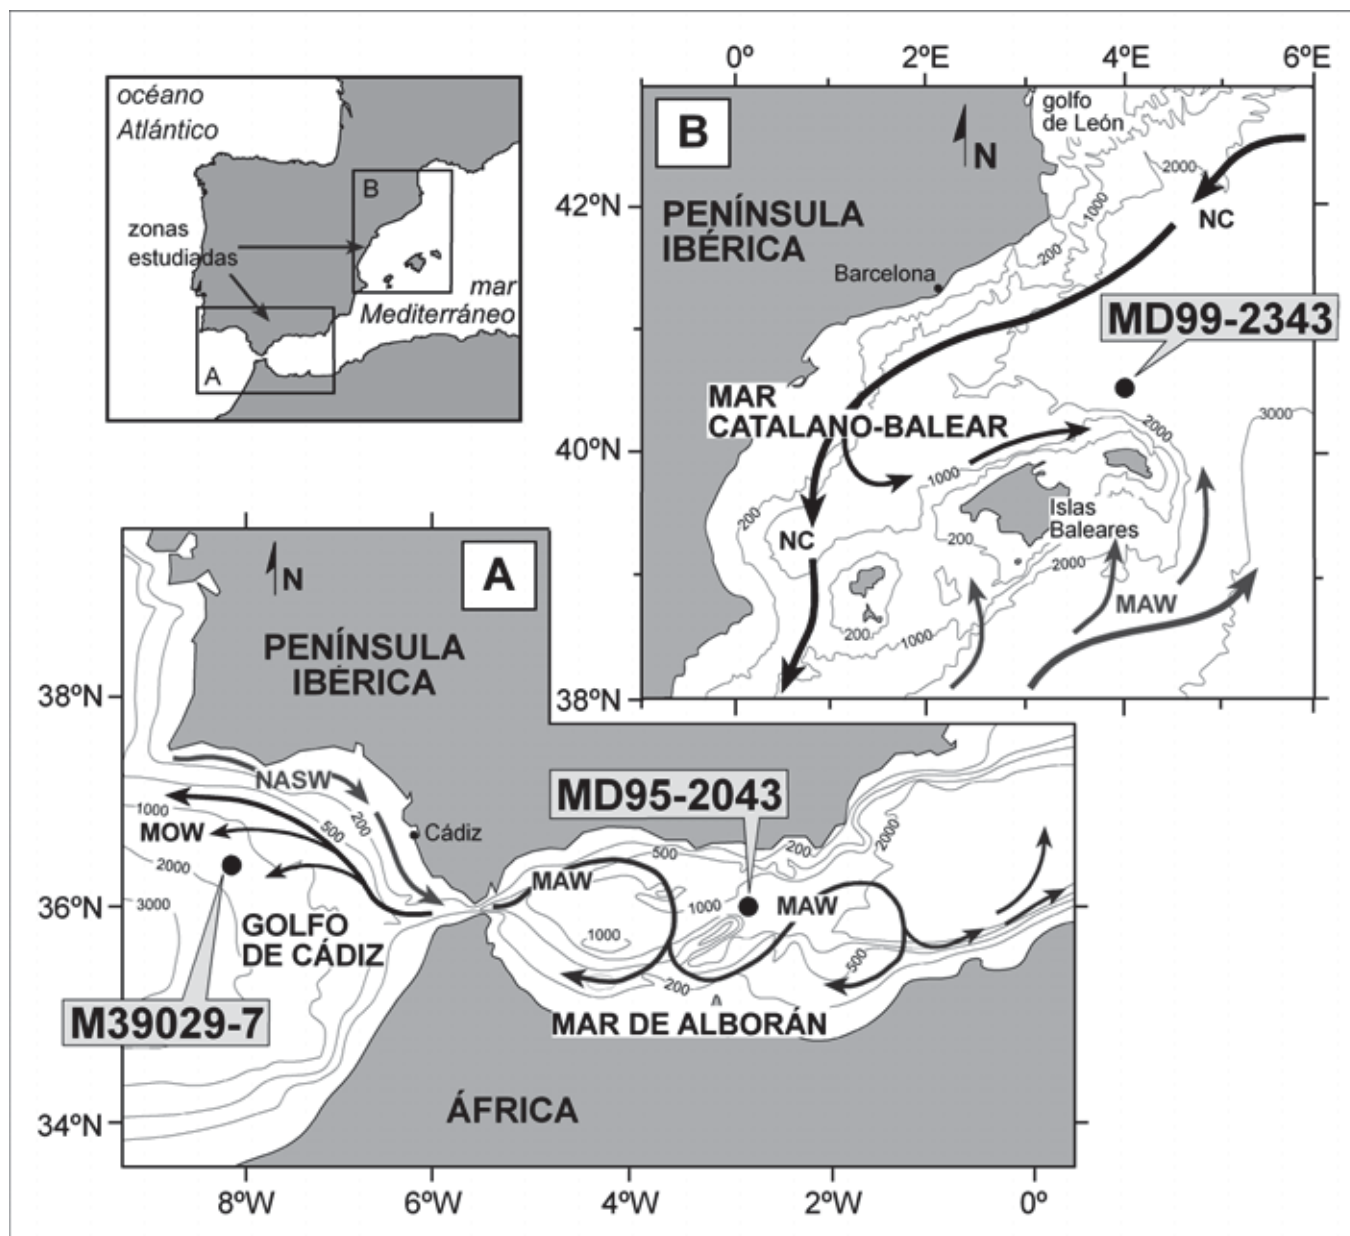 océano
Atlántico
B
zonas
estudiadas
mar
Mediterráneo
A
0º
2ºE
4ºE
6ºE
B
golfo
de León
N
2000
42ºN
PENÍNSULA
IBÉRICA
1000
NC
200
Barcelona
MD99-2343
MAR
CATALANO-BALEAR
2000
3000
40ºN
1000
Islas
Baleares
200
NC
200
2000
MAW
200
1000
38ºN
A
N
PENÍNSULA
IBÉRICA
38ºN
NASW
MD95-2043
1000
200
500
MOW
Cádiz
2000
500
200
2000
MAW
3000
36ºN
1000
MAW
GOLFO
DE CÁDIZ
1000
500
200
M39029-7
MAR DE ALBORÁN
ÁFRICA
34ºN
8ºW
6ºW
4ºW
2ºW
0º